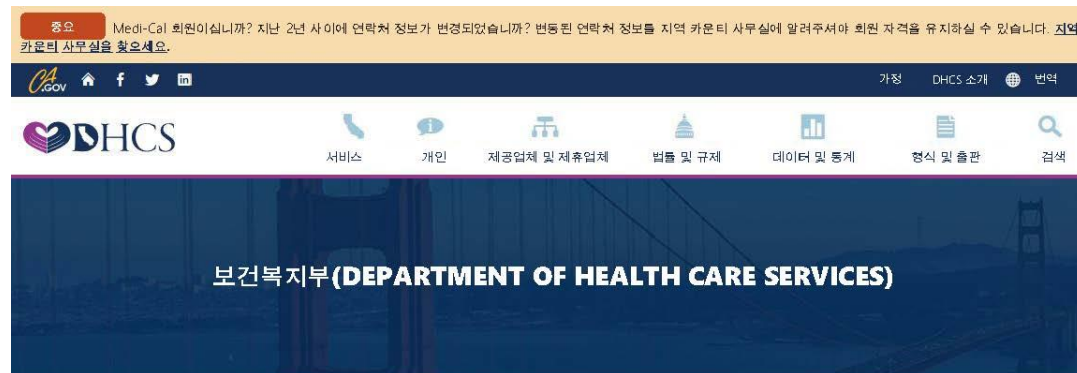 중요 Medi-Cal 회원이십니까? 지난 2년 사이에 연락처 정보가 변경되었습니까? 변동된 연락처 정보를 지역 카운티 사무실에 알려주셔야 회원 자격을 유지하실 수 있습니다. 지역
카운티 사무실을 찾으세요.
CA.GOV 가정 DHCS 소개 번역
DHCS 서비스 개인 제공업체 및 제휴업체 법률 및 규제 데이터 및 통계 형식 및 출판 검색
보건복지부(DEPARTMENT OF HEALTH CARE SERVICES)